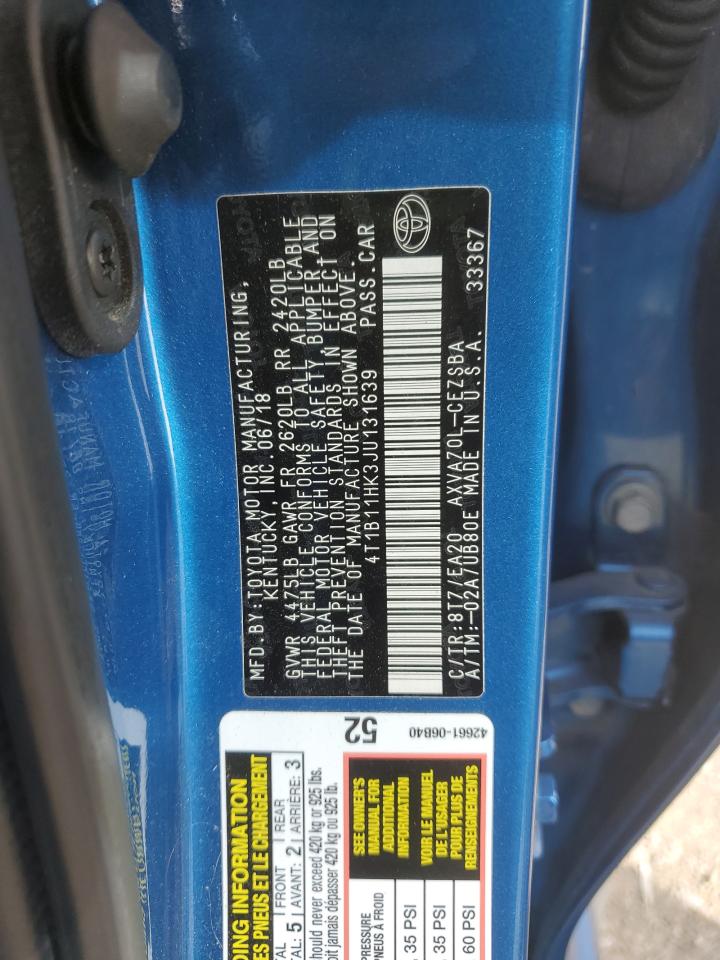 MFD. BY: TOYOTA MOTOR MANUFACTURING,
KENTUCKY, INC. 06/18
GVWR 4475LB GAWR FR 2620LB RR 2420LB
THIS VEHICLE CONFORMS TO ALL APPLICABLE
FEDERAL MOTOR VEHICLE SAFETY, BUMPER, AND
THEFT PREVENTION STANDARDS IN EFFECT ON
THE DATE OF MANUFACTURE SHOWN ABOVE.
4T1B11HK3JU131639 PASS.CAR
C/TR:8T7/EA20 AXVA70L-CEZSBA
A/TM:-02A/UB80E MADE IN U.S.A. 33367
52
42661-06B40
INFORMATION
PNEUS ET LE CHARGEMENT
FRONT REAR
5 AVANT: 2 ARRIÈRE: 3
should never exceed 420 kg or 925 lbs.
jamais dépasser 420 kg ou 925 lb.
PRESSURE
PNEUS À FROID
35 PSI
35 PSI
60 PSI
SEE OWNER'S
MANUAL FOR
ADDITIONAL
INFORMATION
VOIR LE MANUEL
DE L'USAGER
POUR PLUS DE
RENSEIGNEMENTS